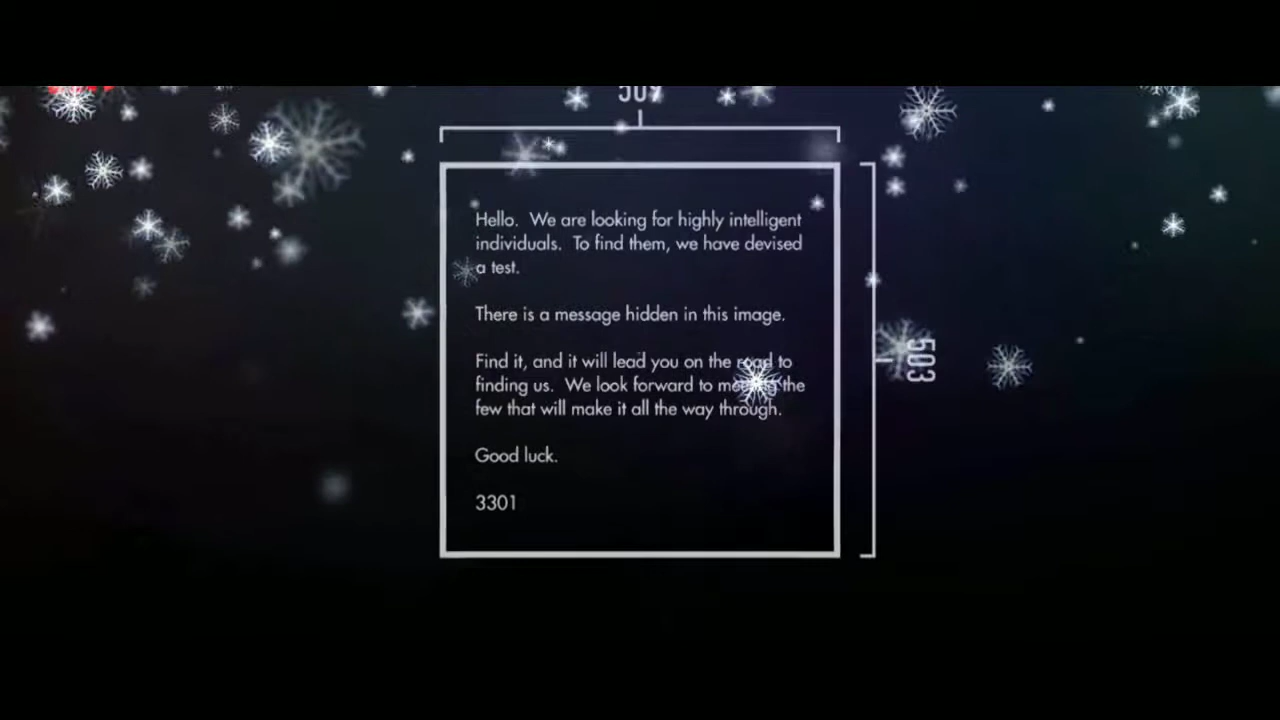 509
Hello. We are looking for highly intelligent
individuals. To find them, we have devised
a test.
There is a message hidden in this image.
503
Find it, and it will lead you on the road to
finding us. We look forward to meeting the
few that will make it all the way through.
Good luck.
3301